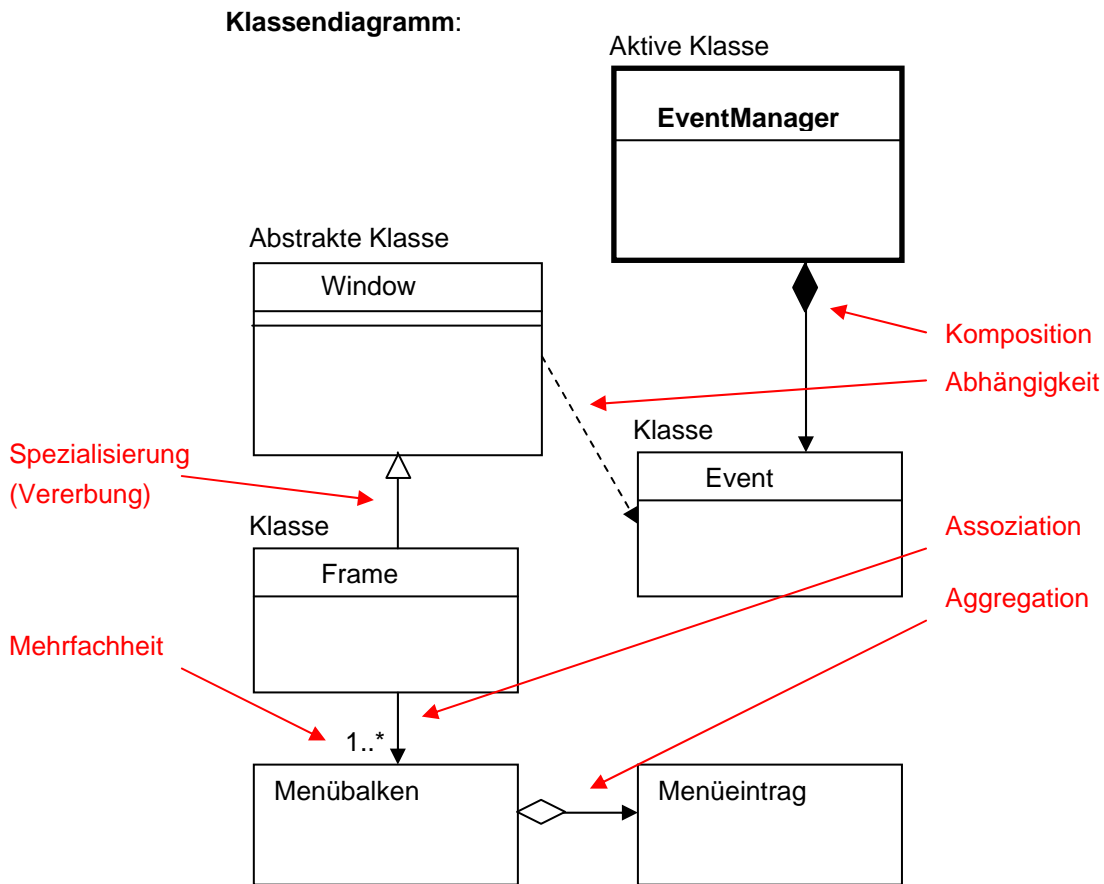 Klassendiagramm:
Aktive Klasse
EventManager
Abstrakte Klasse
Window
Komposition
Abhängigkeit
Klasse
Event
Spezialisierung
(Vererbung)
Klasse
Frame
Assoziation
Aggregation
Mehrfachheit
1..*
Menübalken
Menüeintrag